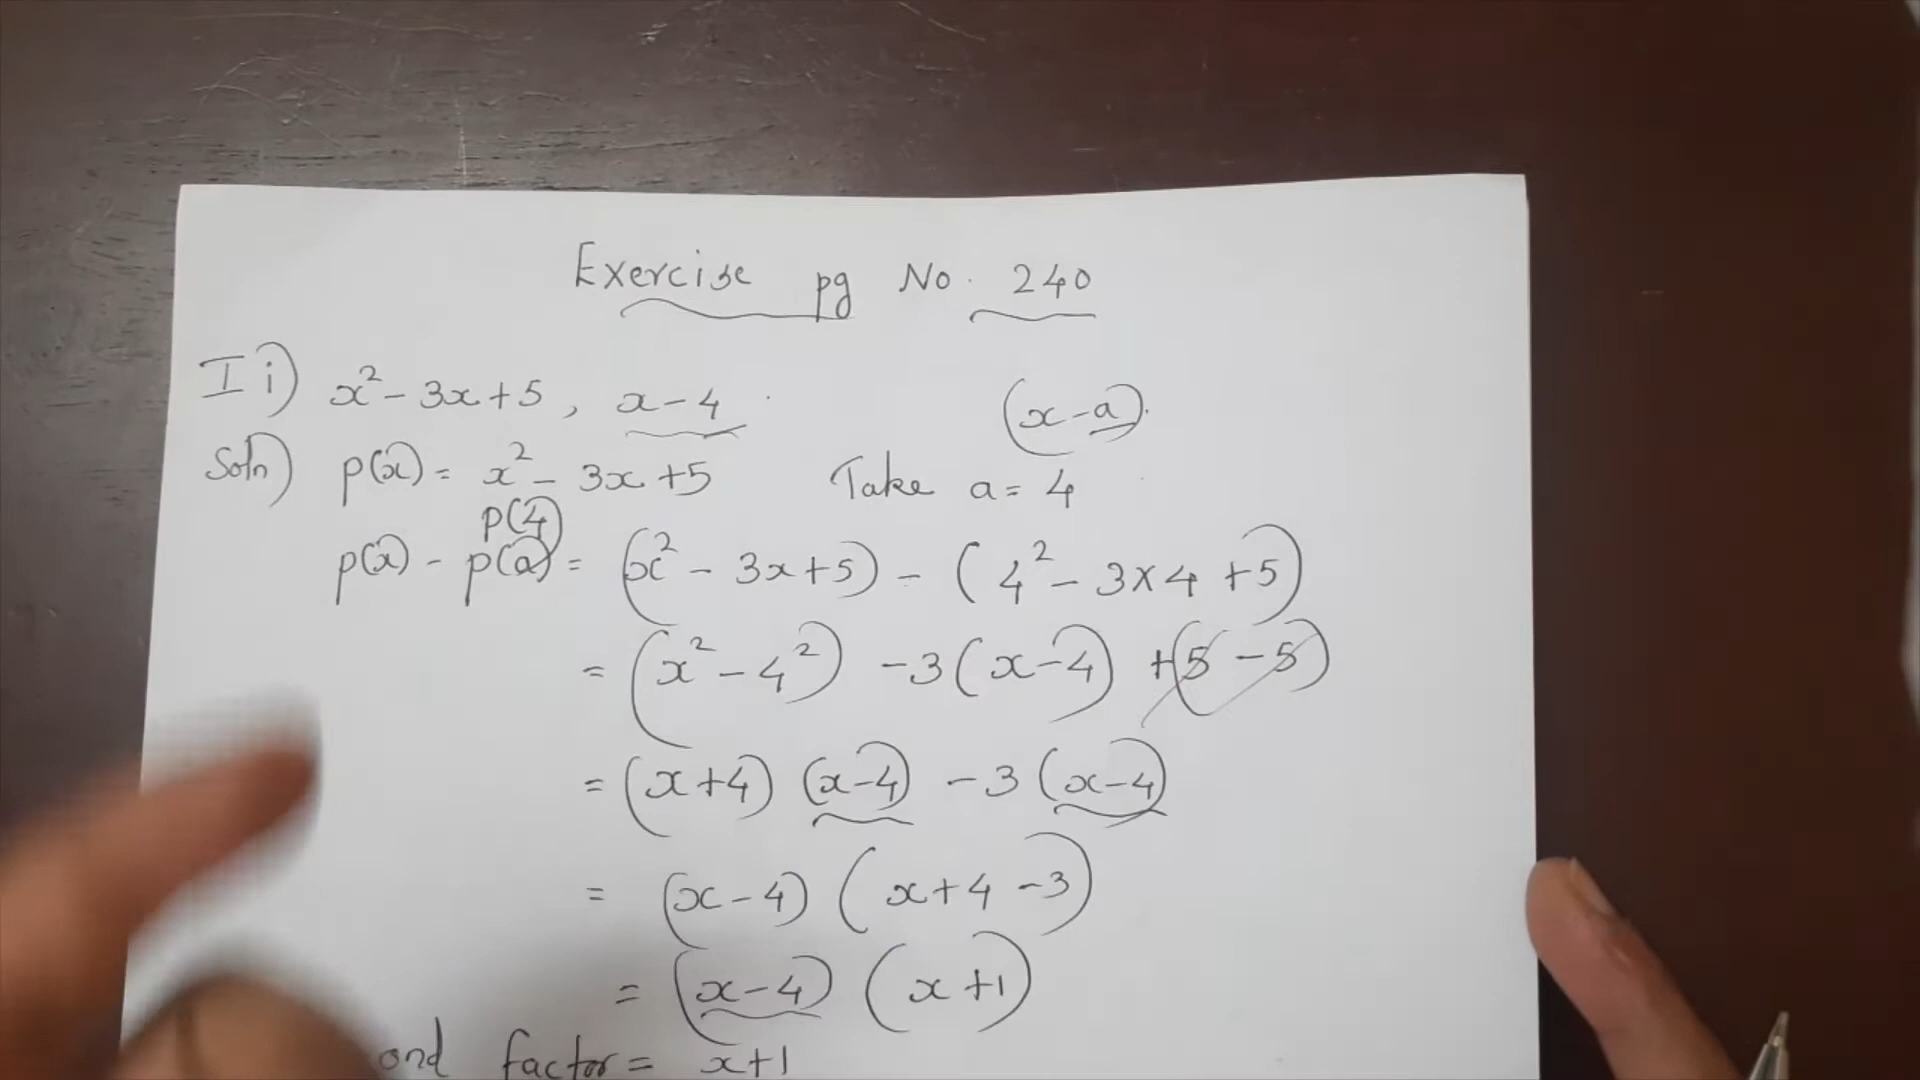 Exercise pg No. 240
I i) x² - 3x + 5 , x - 4 (x - a).
Soln) p(x) = x² - 3x + 5 Take a = 4
p(4)
p(x) - p(a) = (x² - 3x + 5) - (4² - 3 x 4 + 5)
= (x² - 4²) - 3 (x - 4) + (5 - 5)
= (x + 4) (x - 4) - 3 (x - 4)
= (x - 4) (x + 4 - 3)
= (x - 4) (x + 1)
ond factor = x + 1